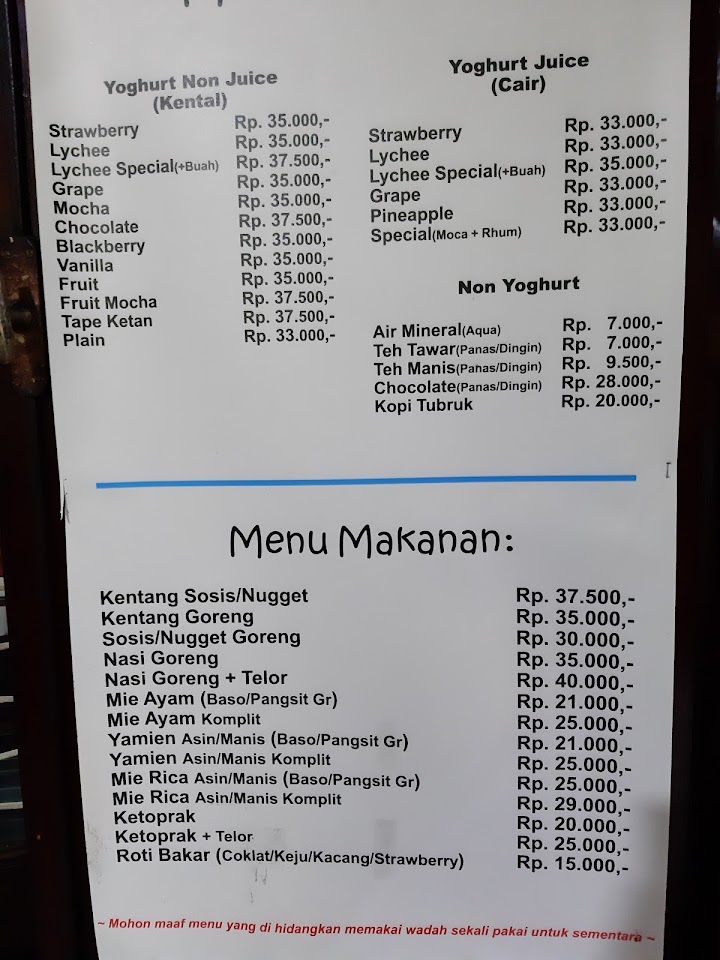 Yoghurt Non Juice
(Kental)
Strawberry Rp. 35.000,-
Lychee Rp. 35.000,-
Lychee Special(+Buah) Rp. 37.500,-
Grape Rp. 35.000,-
Mocha Rp. 35.000,-
Chocolate Rp. 37.500,-
Blackberry Rp. 35.000,-
Vanilla Rp. 35.000,-
Fruit Rp. 35.000,-
Fruit Mocha Rp. 37.500,-
Tape Ketan Rp. 37.500,-
Plain Rp. 33.000,-
Yoghurt Juice
(Cair)
Strawberry Rp. 33.000,-
Lychee Rp. 33.000,-
Lychee Special(+Buah) Rp. 35.000,-
Grape Rp. 33.000,-
Pineapple Rp. 33.000,-
Special(Moca + Rhum) Rp. 33.000,-
Non Yoghurt
Air Mineral(Aqua) Rp. 7.000,-
Teh Tawar(Panas/Dingin) Rp. 7.000,-
Teh Manis(Panas/Dingin) Rp. 9.500,-
Chocolate(Panas/Dingin) Rp. 28.000,-
Kopi Tubruk Rp. 20.000,-
Menu Makanan:
Kentang Sosis/Nugget Rp. 37.500,-
Kentang Goreng Rp. 35.000,-
Sosis/Nugget Goreng Rp. 30.000,-
Nasi Goreng Rp. 35.000,-
Nasi Goreng + Telor Rp. 40.000,-
Mie Ayam (Baso/Pangsit Gr) Rp. 21.000,-
Mie Ayam Komplit Rp. 25.000,-
Yamien Asin/Manis (Baso/Pangsit Gr) Rp. 21.000,-
Yamien Asin/Manis Komplit Rp. 25.000,-
Mie Rica Asin/Manis (Baso/Pangsit Gr) Rp. 25.000,-
Mie Rica Asin/Manis Komplit Rp. 29.000,-
Ketoprak Rp. 20.000,-
Ketoprak + Telor Rp. 25.000,-
Roti Bakar (Coklat/Keju/Kacang/Strawberry) Rp. 15.000,-
~ Mohon maaf menu yang di hidangkan memakai wadah sekali pakai untuk sementara ~